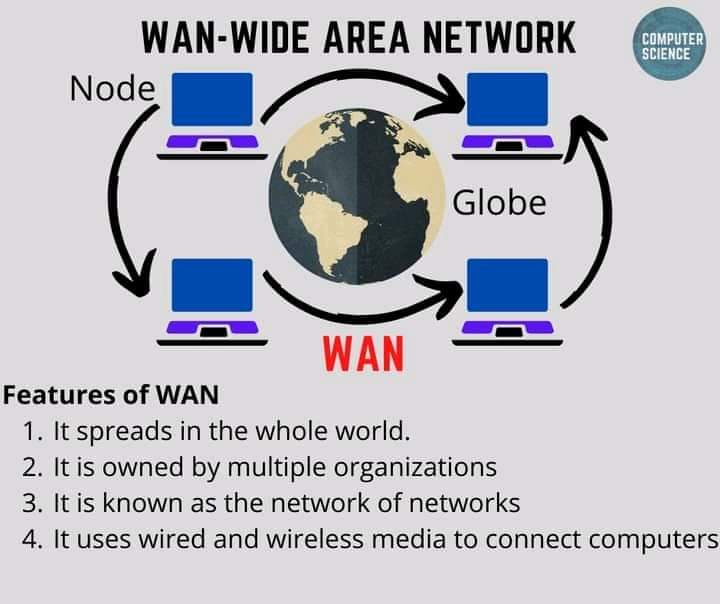 WAN-WIDE AREA NETWORK
COMPUTER
SCIENCE
Node
Globe
WAN
Features of WAN
1. It spreads in the whole world.
2. It is owned by multiple organizations
3. It is known as the network of networks
4. It uses wired and wireless media to connect computers